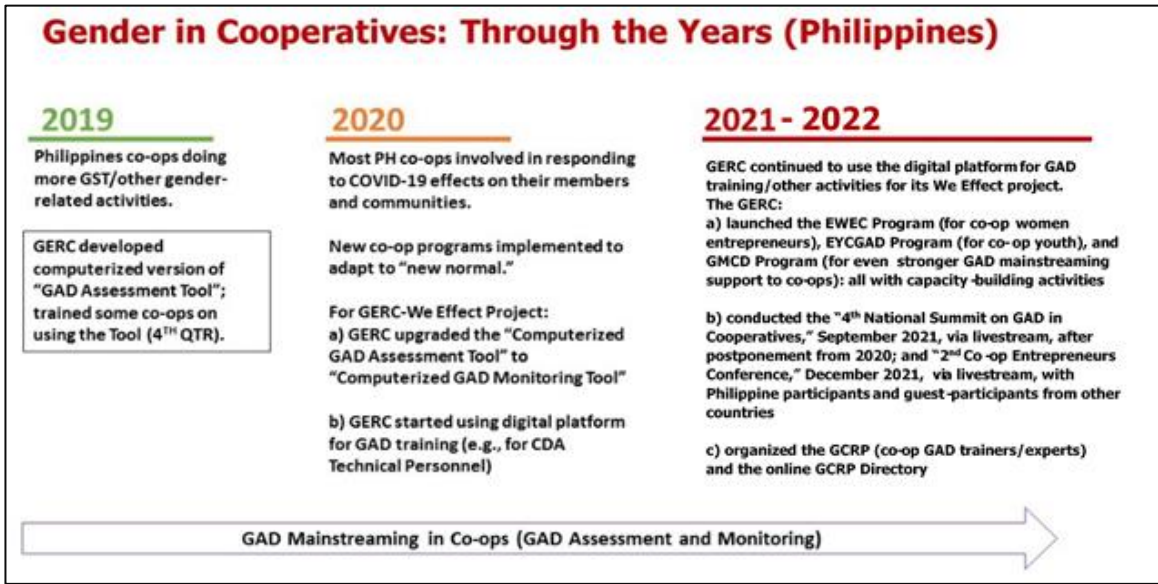 Gender in Cooperatives: Through the Years (Philippines)
2019
Philippines co-ops doing
more GST/other gender-
related activities.
GERC developed
computerized version of
“GAD Assessment Tool”;
trained some co-ops on
using the Tool (4TH QTR).
2020
Most PH co-ops involved in responding
to COVID-19 effects on their members
and communities.
New co-op programs implemented to
adapt to “new normal.”
For GERC-We Effect Project:
a) GERC upgraded the “Computerized
GAD Assessment Tool” to
“Computerized GAD Monitoring Tool”
b) GERC started using digital platform
for GAD training (e.g., for CDA
Technical Personnel)
2021 - 2022
GERC continued to use the digital platform for GAD
training/other activities for its We Effect project.
The GERC:
a) launched the EWEC Program (for co-op women
entrepreneurs), EYCGAD Program (for co-op youth), and
GMCD Program (for even stronger GAD mainstreaming
support to co-ops): all with capacity-building activities
b) conducted the “4th National Summit on GAD in
Cooperatives,” September 2021, via livestream, after
postponement from 2020; and “2nd Co-op Entrepreneurs
Conference,” December 2021, via livestream, with
Philippine participants and guest-participants from other
countries
c) organized the GCRP (co-op GAD trainers/experts)
and the online GCRP Directory
GAD Mainstreaming in Co-ops (GAD Assessment and Monitoring)